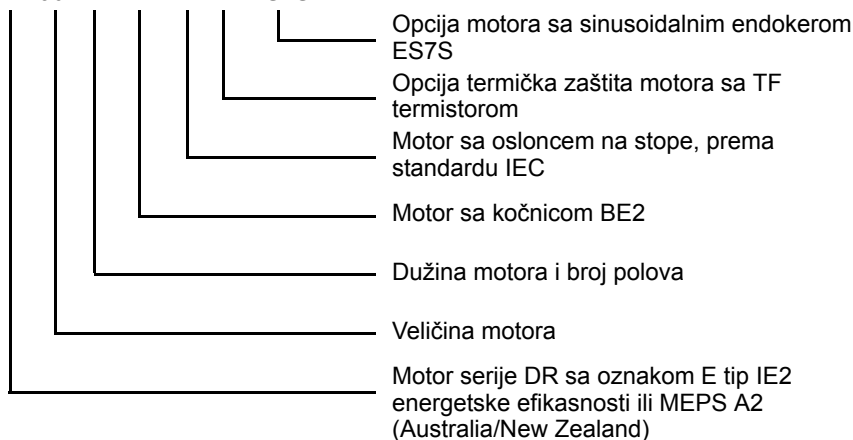 Opcija motora sa sinusoidalnim endokerom
ES7S
Opcija termička zaštita motora sa TF
termistorom
Motor sa osloncem na stope, prema
standardu IEC
Motor sa kočnicom BE2
Dužina motora i broj polova
Veličina motora
Motor serije DR sa oznakom E tip IE2
energetske efikasnosti ili MEPS A2
(Australia/New Zealand)